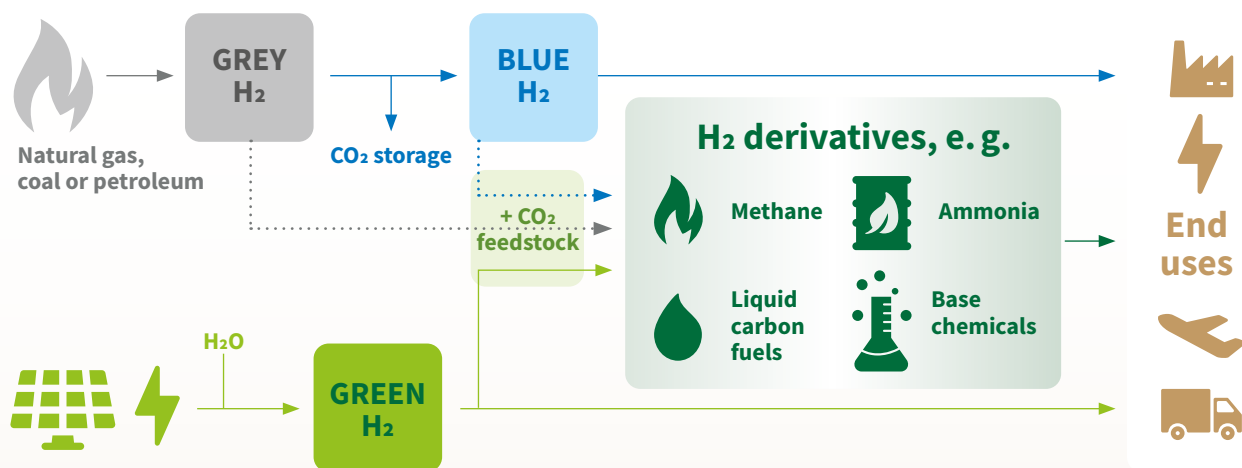 GREY
H₂
BLUE
H₂
Natural gas,
coal or petroleum
CO₂ storage
+ CO₂
feedstock
H₂ derivatives, e. g.
Methane
Ammonia
Liquid
carbon
fuels
Base
chemicals
End
uses
H₂O
GREEN
H₂